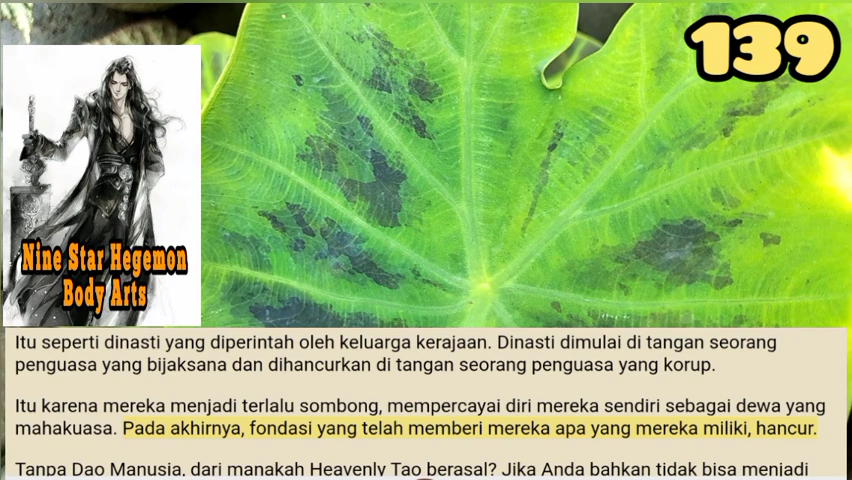 139
Nine Star Hegemon
Body Arts
Itu seperti dinasti yang diperintah oleh keluarga kerajaan. Dinasti dimulai di tangan seorang
penguasa yang bijaksana dan dihancurkan di tangan seorang penguasa yang korup.
Itu karena mereka menjadi terlalu sombong, mempercayai diri mereka sendiri sebagai dewa yang
mahakuasa. Pada akhirnya, fondasi yang telah memberi mereka apa yang mereka miliki, hancur.
Tanpa Dao Manusia, dari manakah Heavenly Tao berasal? Jika Anda bahkan tidak bisa menjadi